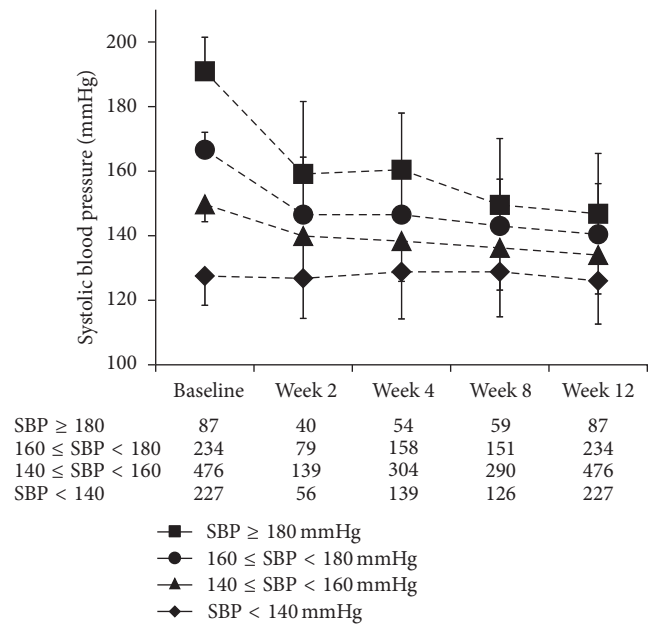 200
180
160
140
120
100
Systolic blood pressure (mmHg)
Baseline Week 2 Week 4 Week 8 Week 12
SBP ≥ 180 87 40 54 59 87
160 ≤ SBP < 180 234 79 158 151 234
140 ≤ SBP < 160 476 139 304 290 476
SBP < 140 227 56 139 126 227
SBP ≥ 180 mmHg
160 ≤ SBP < 180 mmHg
140 ≤ SBP < 160 mmHg
SBP < 140 mmHg